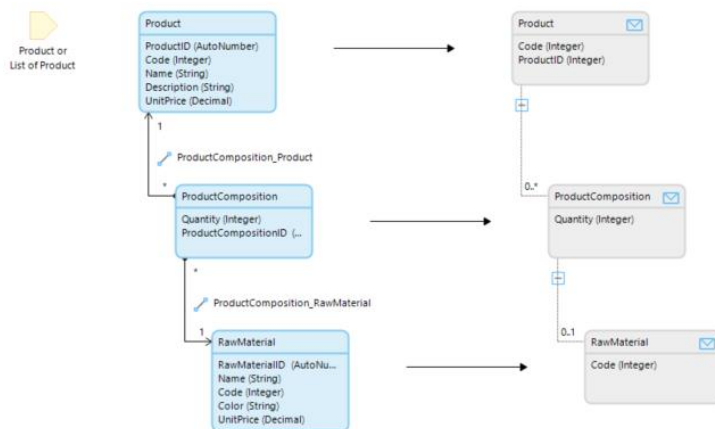 Product or
List of Product
Product
ProductID (AutoNumber)
Code (Integer)
Name (String)
Description (String)
UnitPrice (Decimal)
1
ProductComposition_Product
*
ProductComposition
Quantity (Integer)
ProductCompositionID (...
*
ProductComposition_RawMaterial
1
RawMaterial
RawMaterialID (AutoNu...
Name (String)
Code (Integer)
Color (String)
UnitPrice (Decimal)
Product
Code (Integer)
ProductID (Integer)
0..*
ProductComposition
Quantity (Integer)
0..1
RawMaterial
Code (Integer)